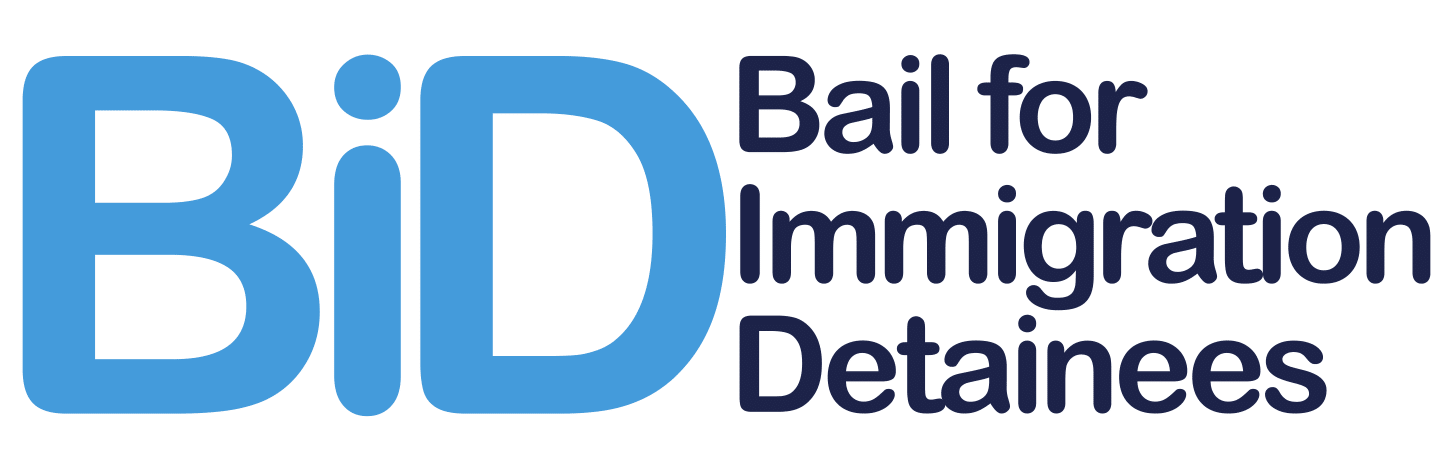 BiD
Bail for
Immigration
Detainees